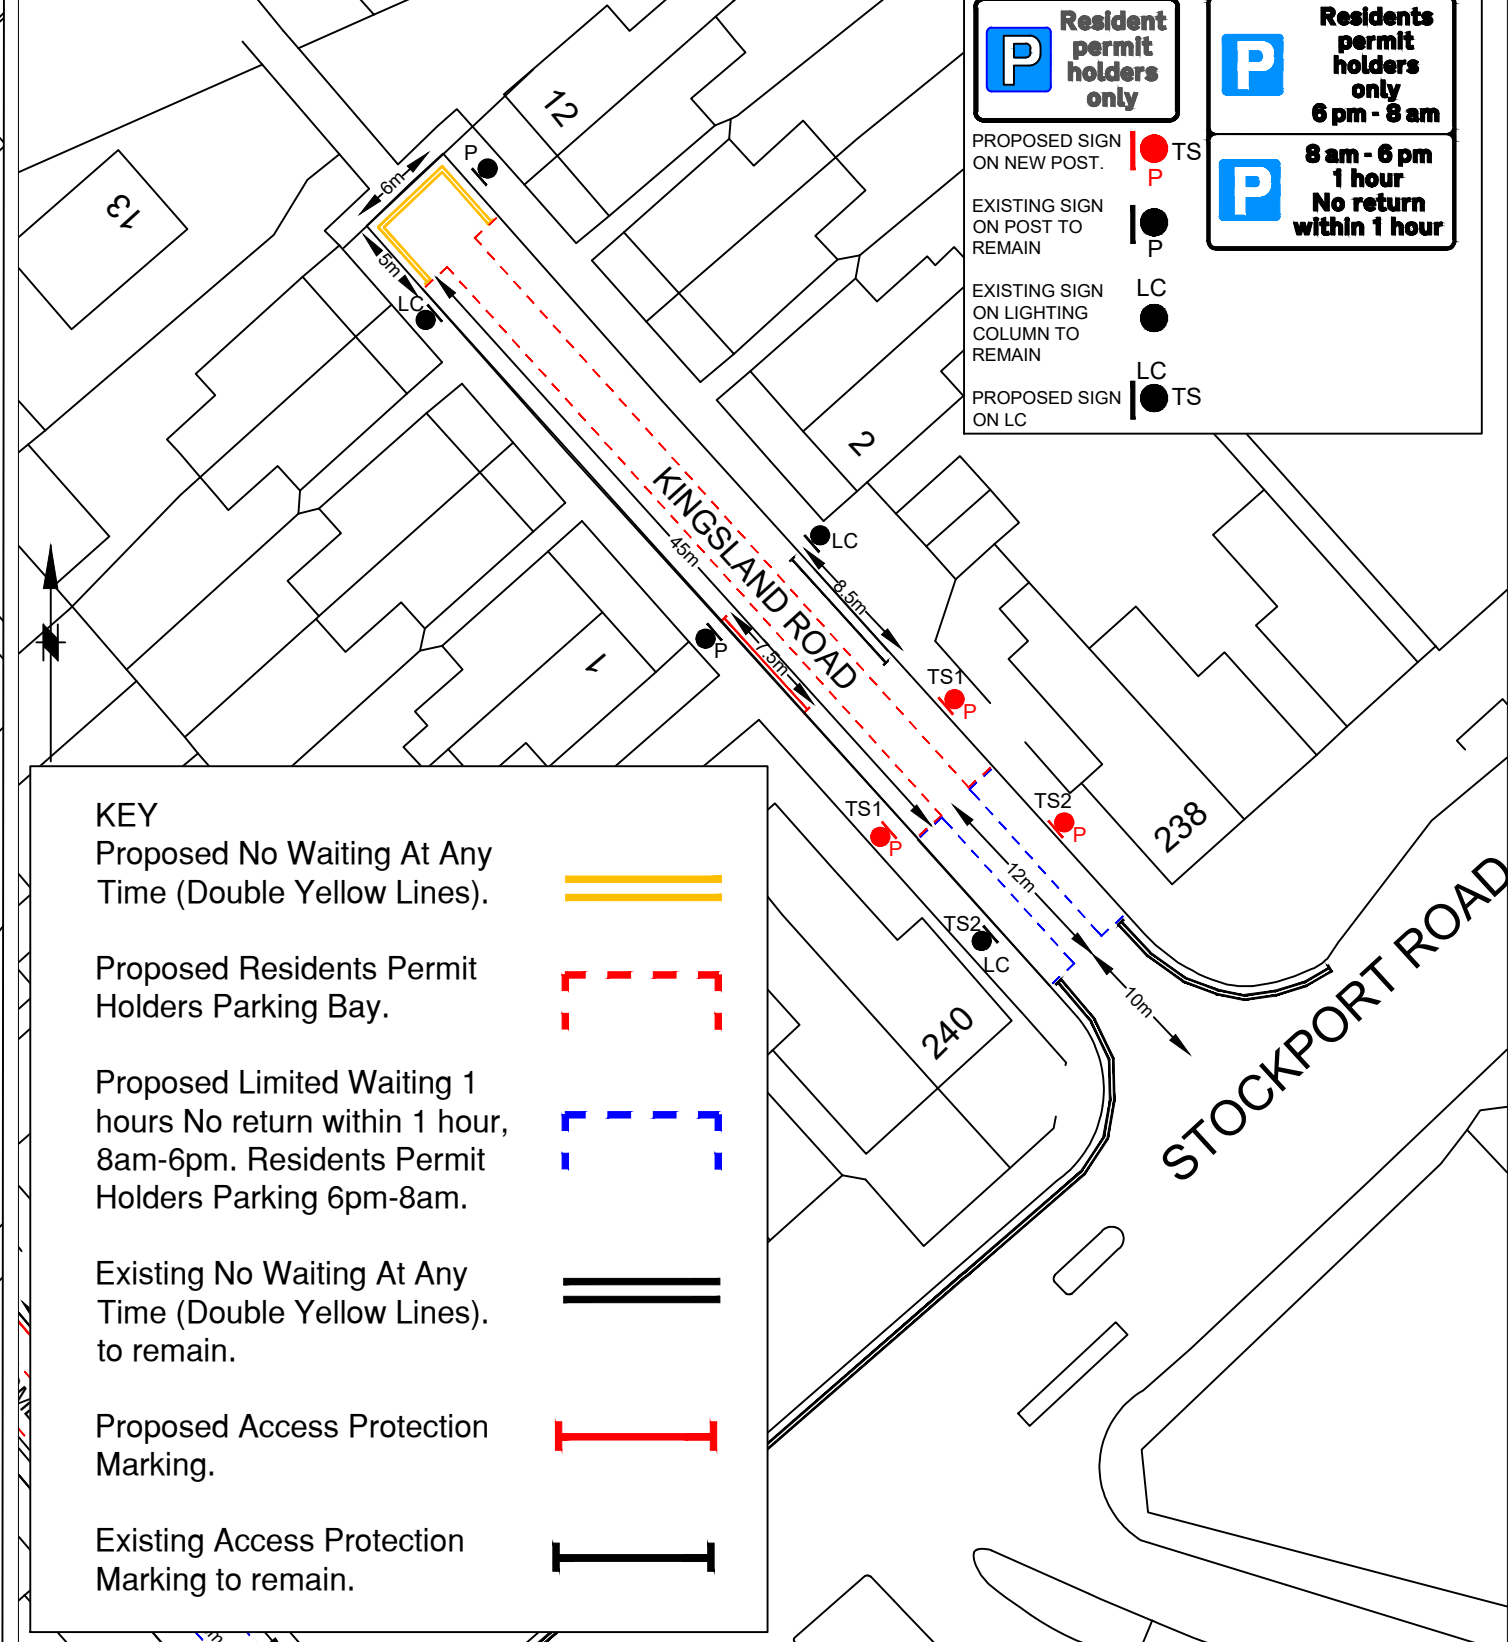 Resident
permit
holders
only
Residents
permit
holders
only
6 pm - 8 am
8 am - 6 pm
1 hour
No return
within 1 hour
PROPOSED SIGN
ON NEW POST.
TS
P
EXISTING SIGN
ON POST TO
REMAIN
P
EXISTING SIGN
ON LIGHTING
COLUMN TO
REMAIN
LC
PROPOSED SIGN
ON LC
LC
TS
12
13
P
6m
5m
LC
2
KINGSLAND ROAD
45m
LC
8.5m
P
7.5m
1
TS1
P
TS1
P
TS2
P
238
12m
TS2
LC
10m
240
STOCKPORT ROAD
KEY
Proposed No Waiting At Any
Time (Double Yellow Lines).
Proposed Residents Permit
Holders Parking Bay.
Proposed Limited Waiting 1
hours No return within 1 hour,
8am-6pm. Residents Permit
Holders Parking 6pm-8am.
Existing No Waiting At Any
Time (Double Yellow Lines).
to remain.
Proposed Access Protection
Marking.
Existing Access Protection
Marking to remain.